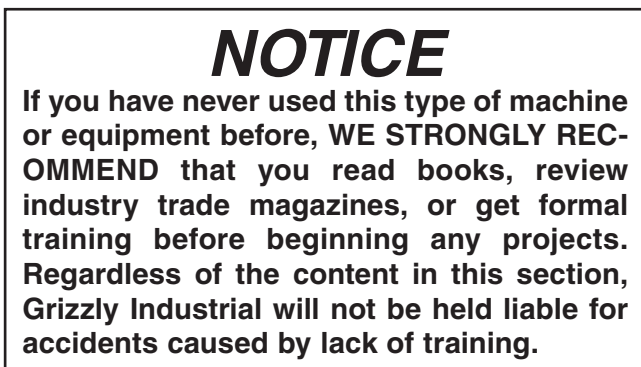 NOTICE
If you have never used this type of machine
or equipment before, WE STRONGLY REC-
OMMEND that you read books, review
industry trade magazines, or get formal
training before beginning any projects.
Regardless of the content in this section,
Grizzly Industrial will not be held liable for
accidents caused by lack of training.